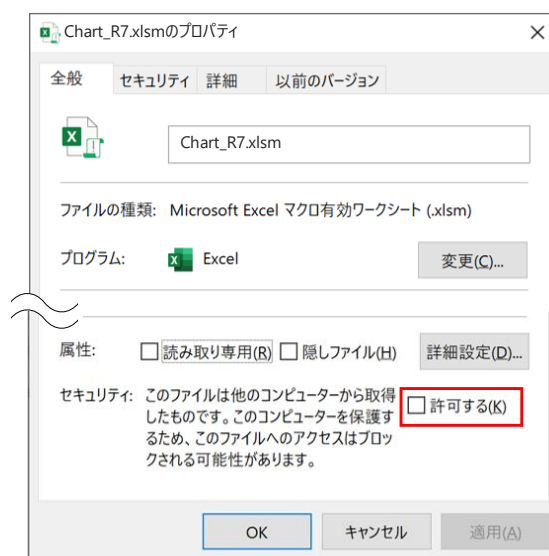 Chart_R7.xlsmのプロパティ
全般 セキュリティ 詳細 以前のバージョン
Chart_R7.xlsm
ファイルの種類: Microsoft Excel マクロ有効ワークシート (.xlsm)
プログラム: Excel 変更(C)...
属性: 読み取り専用(R) 隠しファイル(H) 詳細設定(D)...
セキュリティ: このファイルは他のコンピューターから取得
したものです。このコンピューターを保護す
るため、このファイルへのアクセスはブロッ
クされる可能性があります。
許可する(K)
OK キャンセル 適用(A)